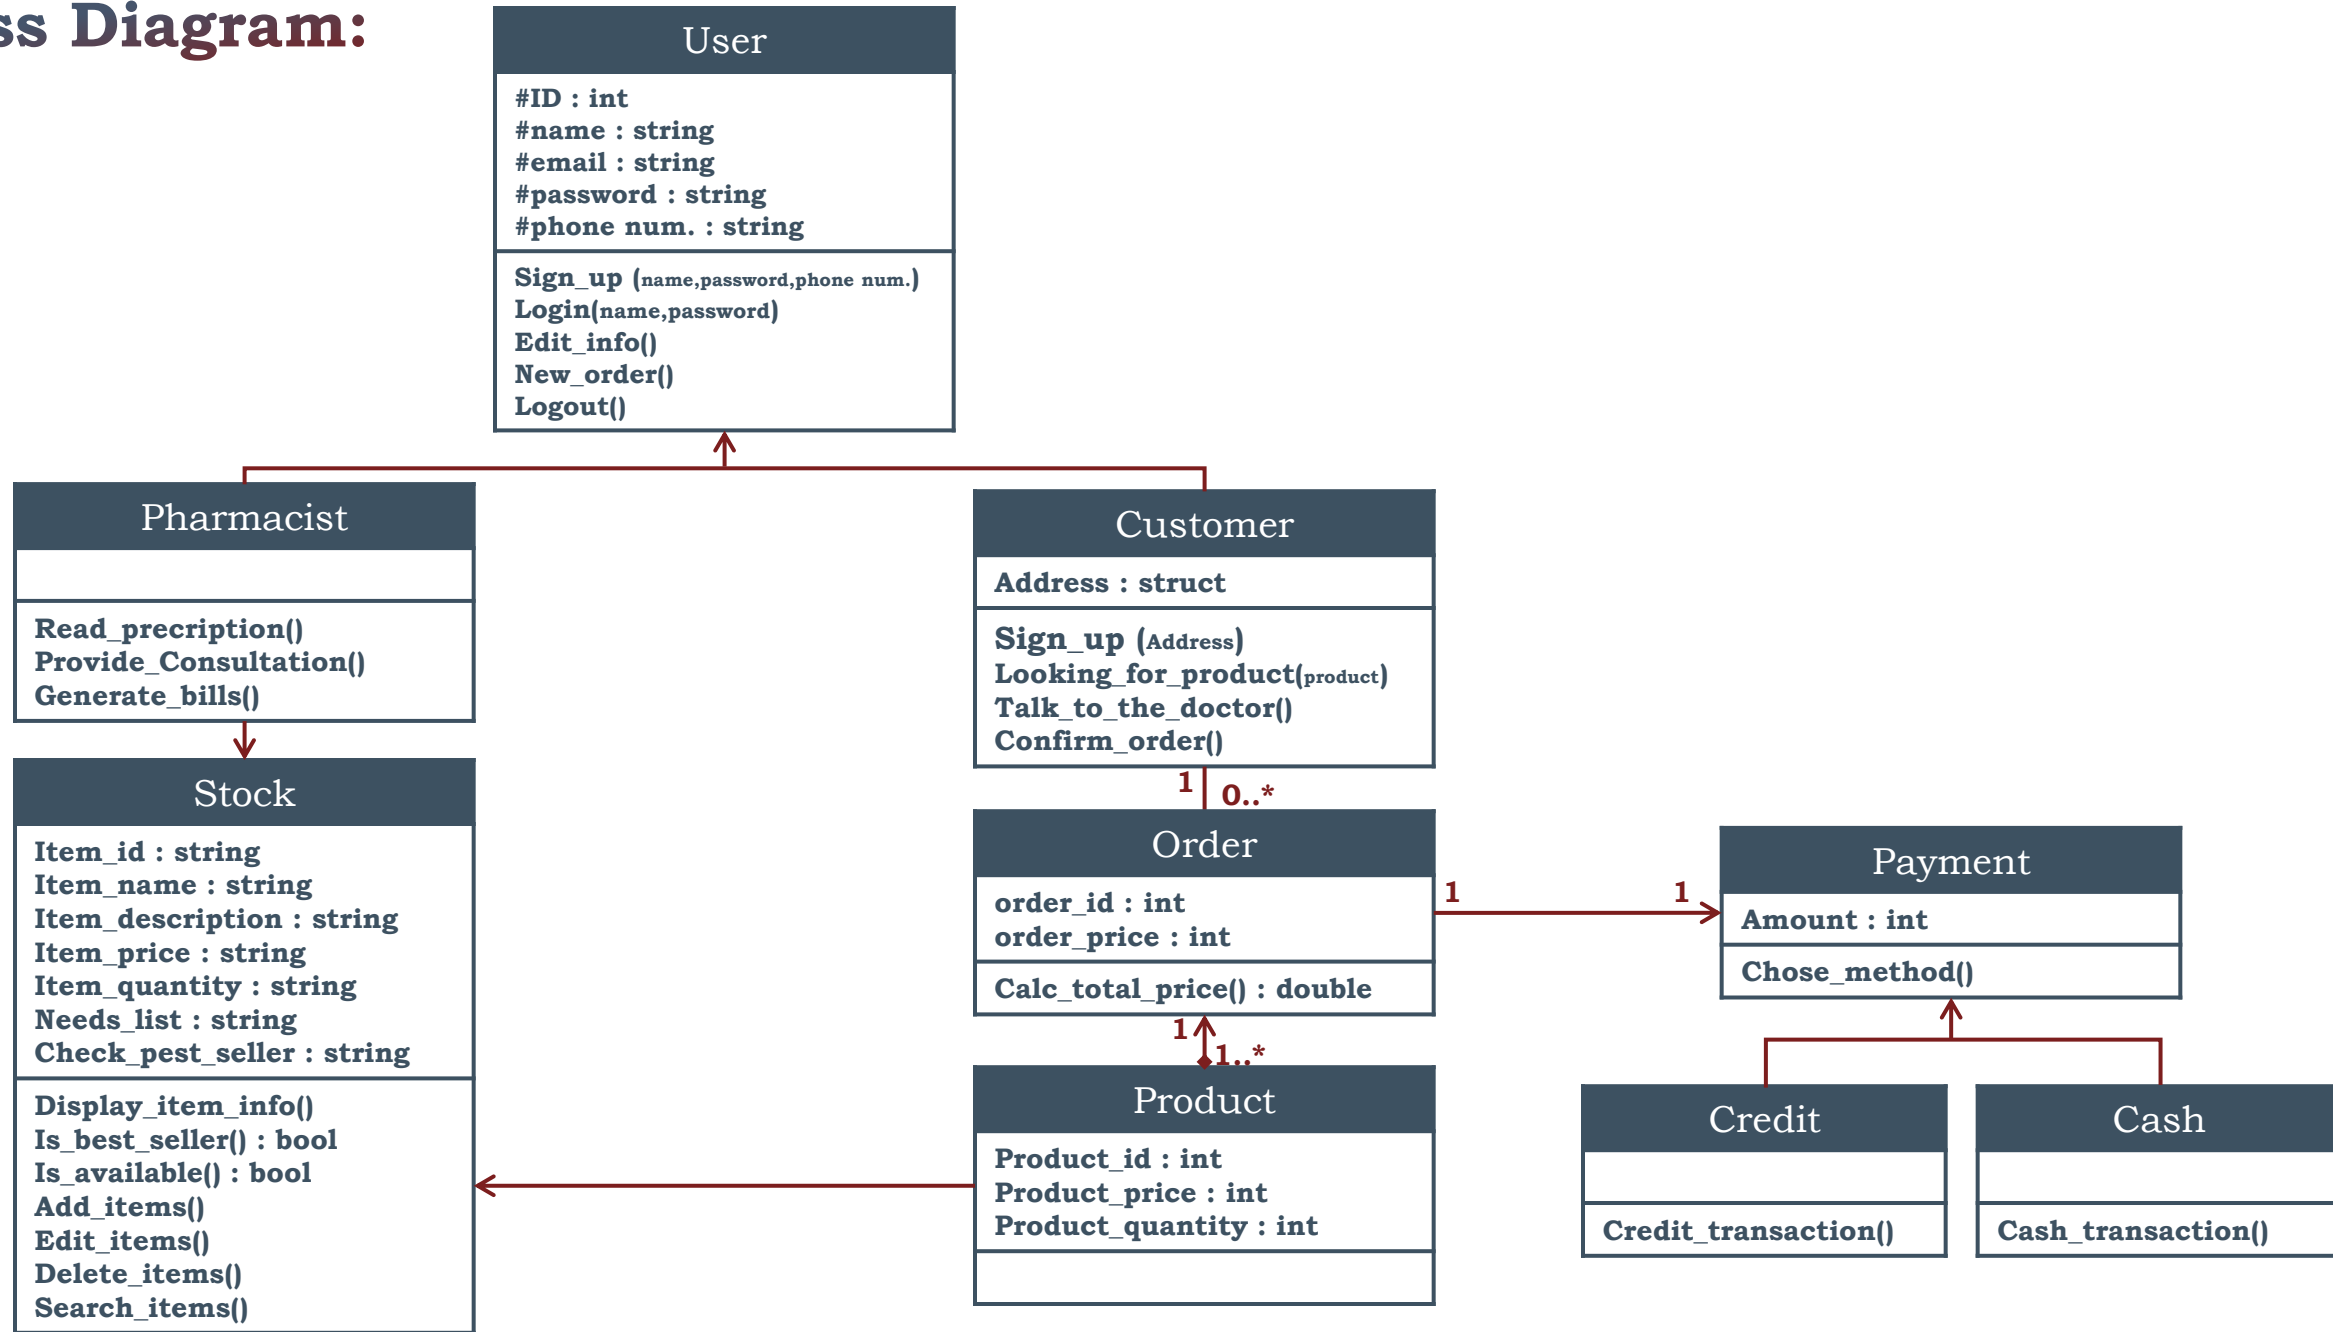 ss Diagram:
User
#ID : int
#name : string
#email : string
#password : string
#phone num. : string
Sign_up (name,password,phone num.)
Login(name,password)
Edit_info()
New_order()
Logout()
Pharmacist
Read_precription()
Provide_Consultation()
Generate_bills()
Customer
Address : struct
Sign_up (Address)
Looking_for_product(product)
Talk_to_the_doctor()
Confirm_order()
1
0..*
Stock
Item_id : string
Item_name : string
Item_description : string
Item_price : string
Item_quantity : string
Needs_list : string
Check_pest_seller : string
Display_item_info()
Is_best_seller() : bool
Is_available() : bool
Add_items()
Edit_items()
Delete_items()
Search_items()
Order
order_id : int
order_price : int
Calc_total_price() : double
1
1
1
1..*
Payment
Amount : int
Chose_method()
Product
Product_id : int
Product_price : int
Product_quantity : int
Credit
Credit_transaction()
Cash
Cash_transaction()